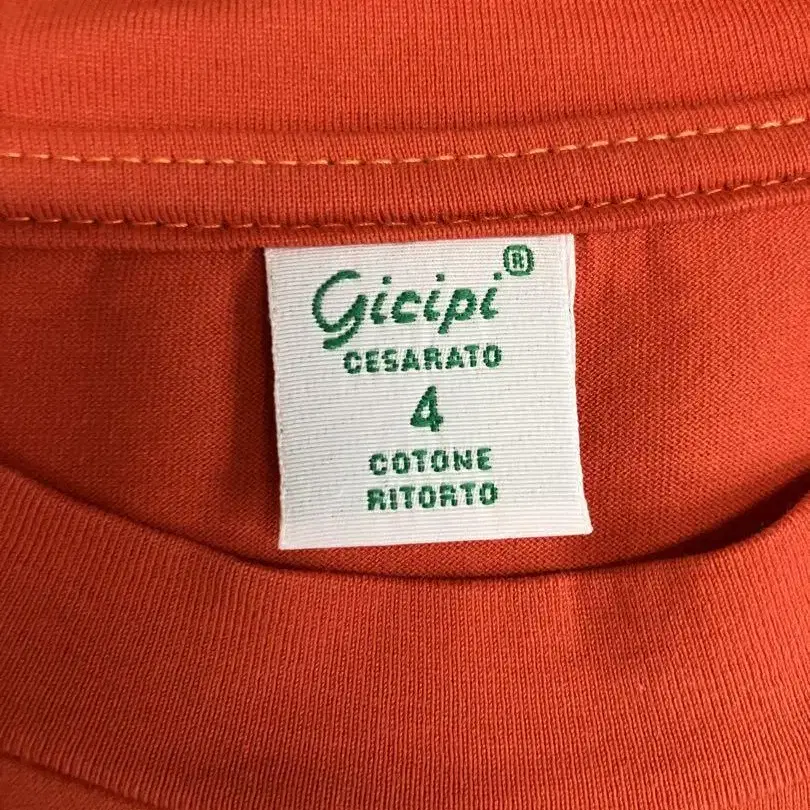 Gicipi®
CESARATO
4
COTONE
RITORTO